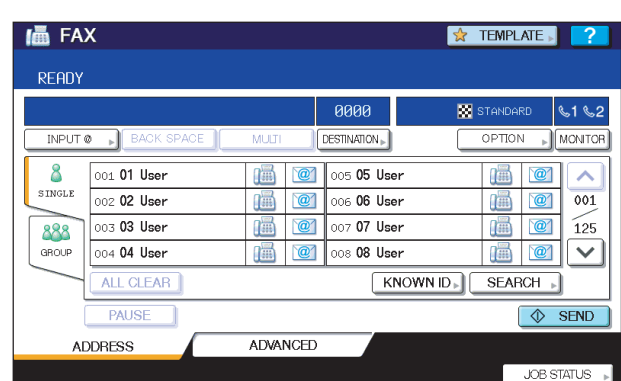 FAX TEMPLATE ?
READY
0000 STANDARD 1 2
INPUT @ BACK SPACE MULTI DESTINATION OPTION MONITOR
SINGLE
GROUP
001 01 User @ 005 05 User @
002 02 User @ 006 06 User @
003 03 User @ 007 07 User @
004 04 User @ 008 08 User @
001
125
ALL CLEAR KNOWN ID SEARCH
PAUSE SEND
ADDRESS ADVANCED
JOB STATUS